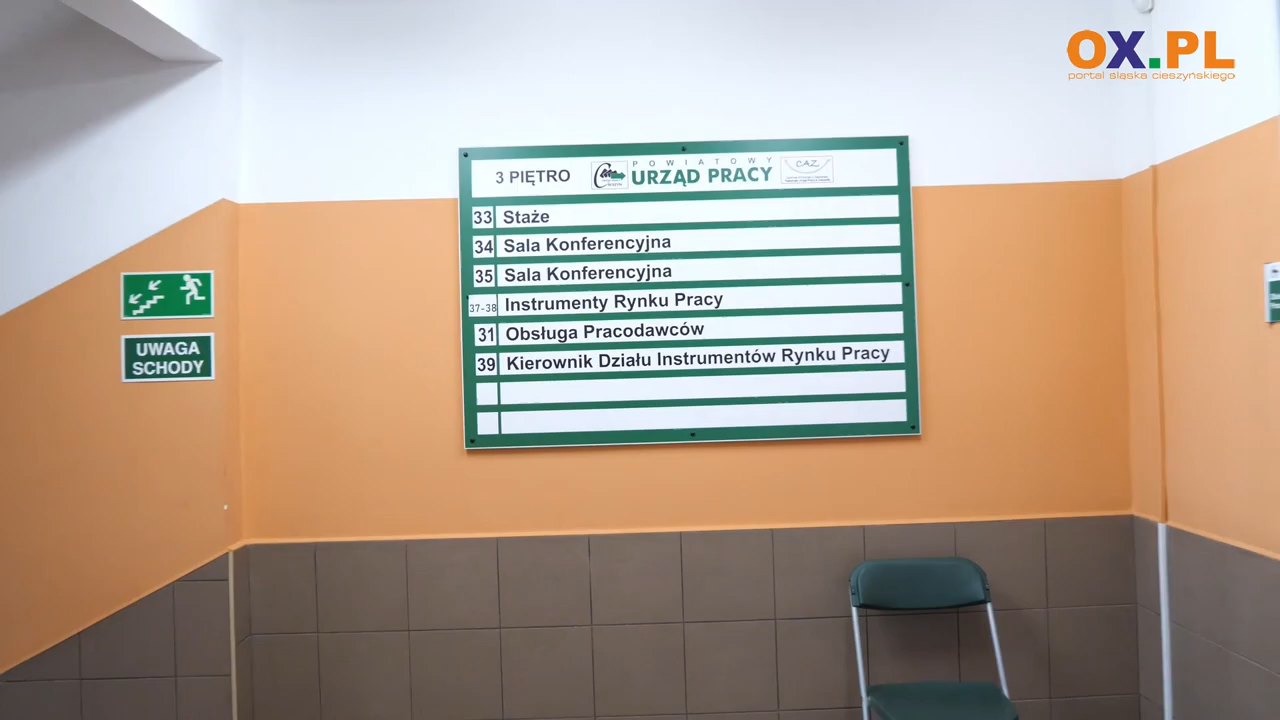 OX.PL
portal śląska cieszyńskiego
3 PIĘTRO
POWIATOWY
URZĄD PRACY
CAZ
33 Staże
34 Sala Konferencyjna
35 Sala Konferencyjna
37-38 Instrumenty Rynku Pracy
31 Obsługa Pracodawców
39 Kierownik Działu Instrumentów Rynku Pracy
UWAGA
SCHODY